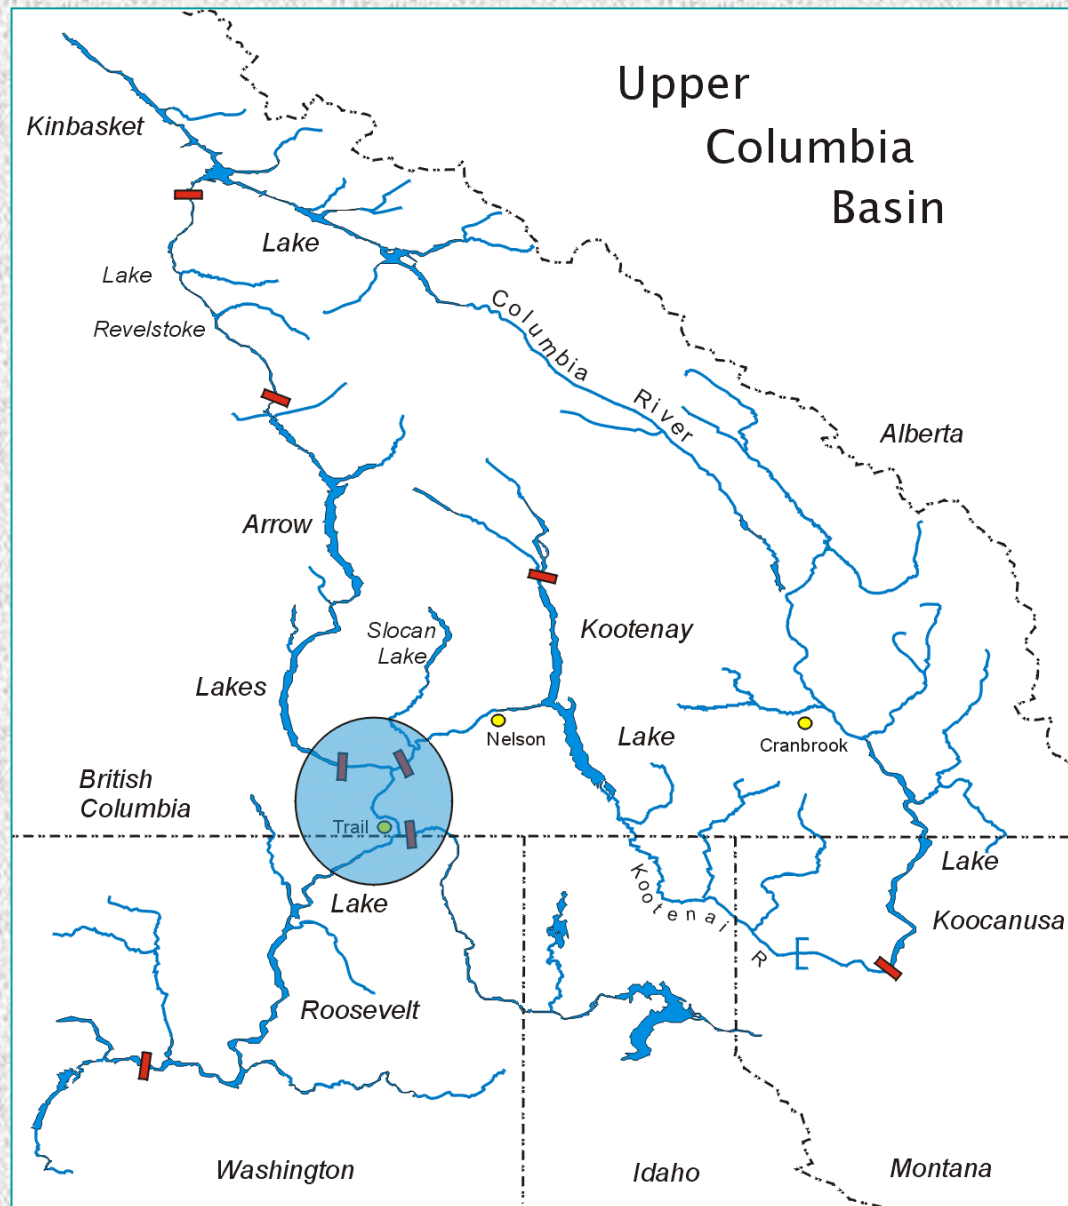 Upper
Columbia
Basin
Kinbasket
Lake
Lake
Revelstoke
Columbia
River
Alberta
Arrow
Lakes
Slocan
Lake
Kootenay
Lake
Nelson
Cranbrook
British
Columbia
Trail
Lake
Roosevelt
Kootenai
R
Lake
Koocanusa
Washington
Idaho
Montana